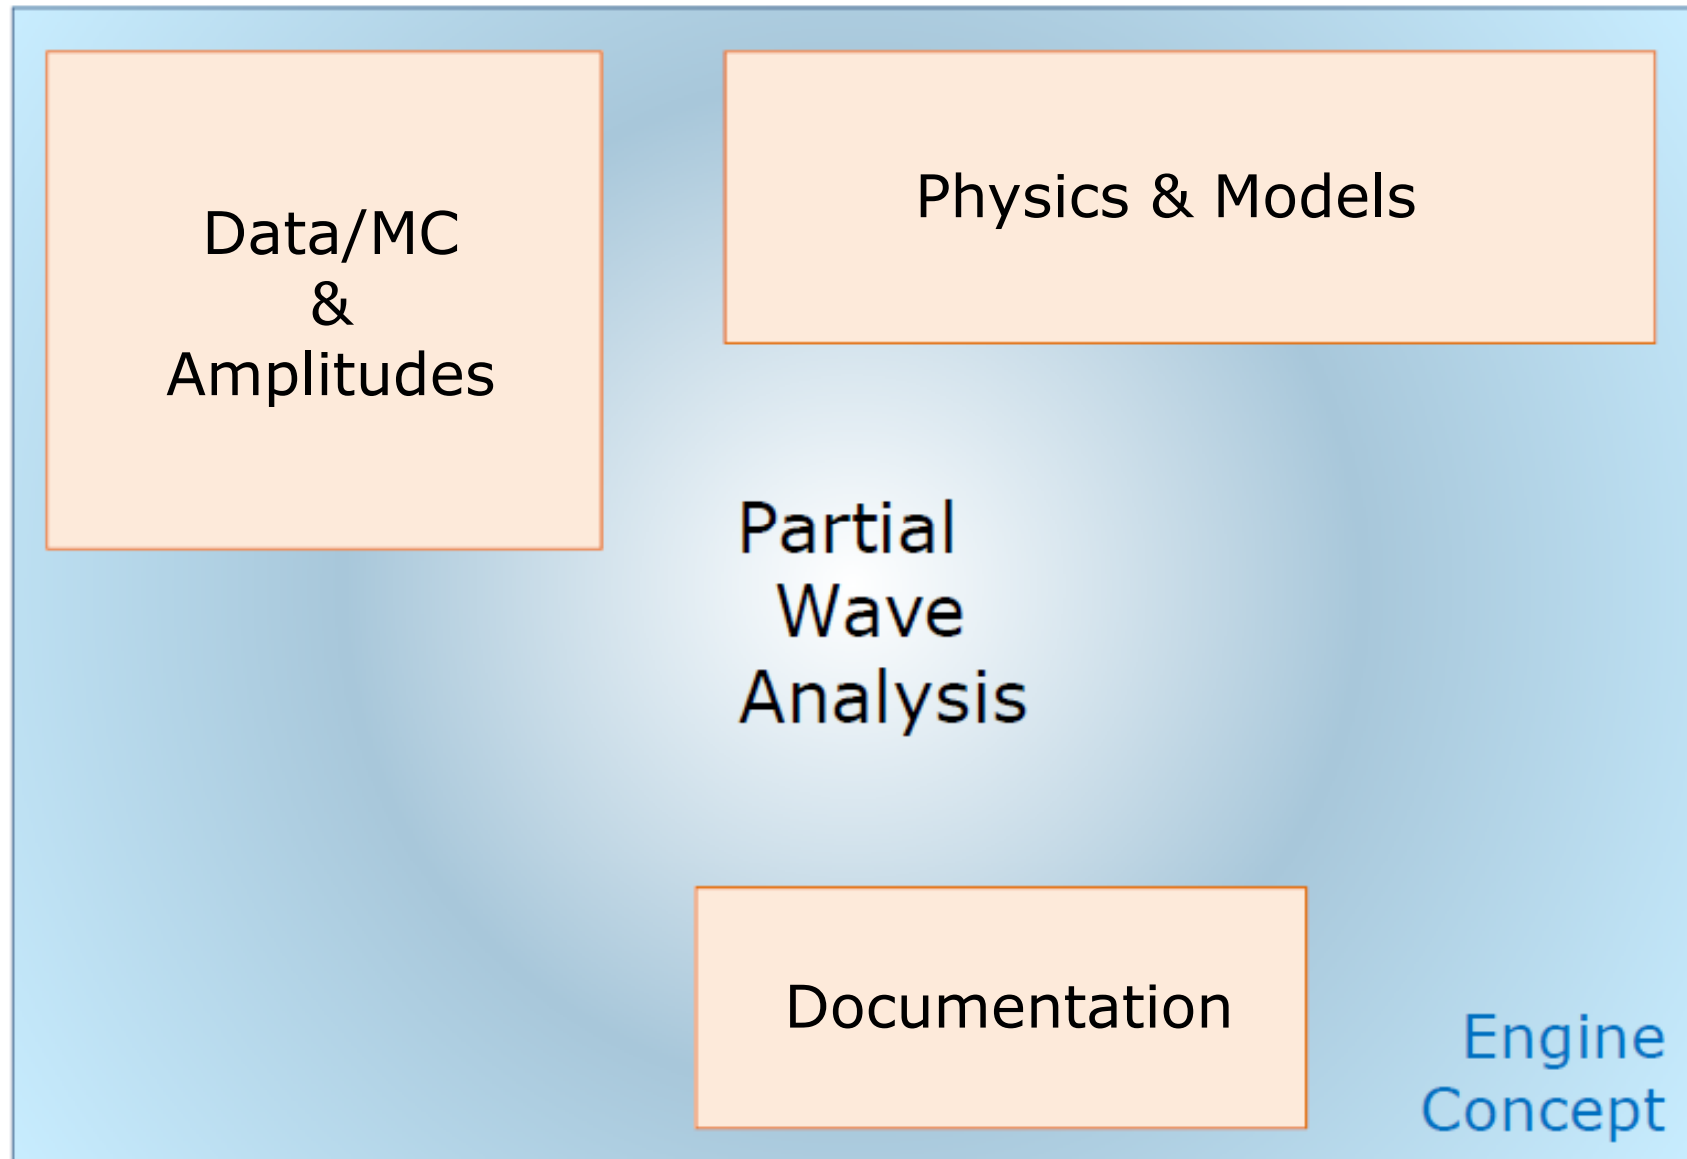 Data/MC
&
Amplitudes
Physics & Models
Partial
Wave
Analysis
Documentation
Engine
Concept